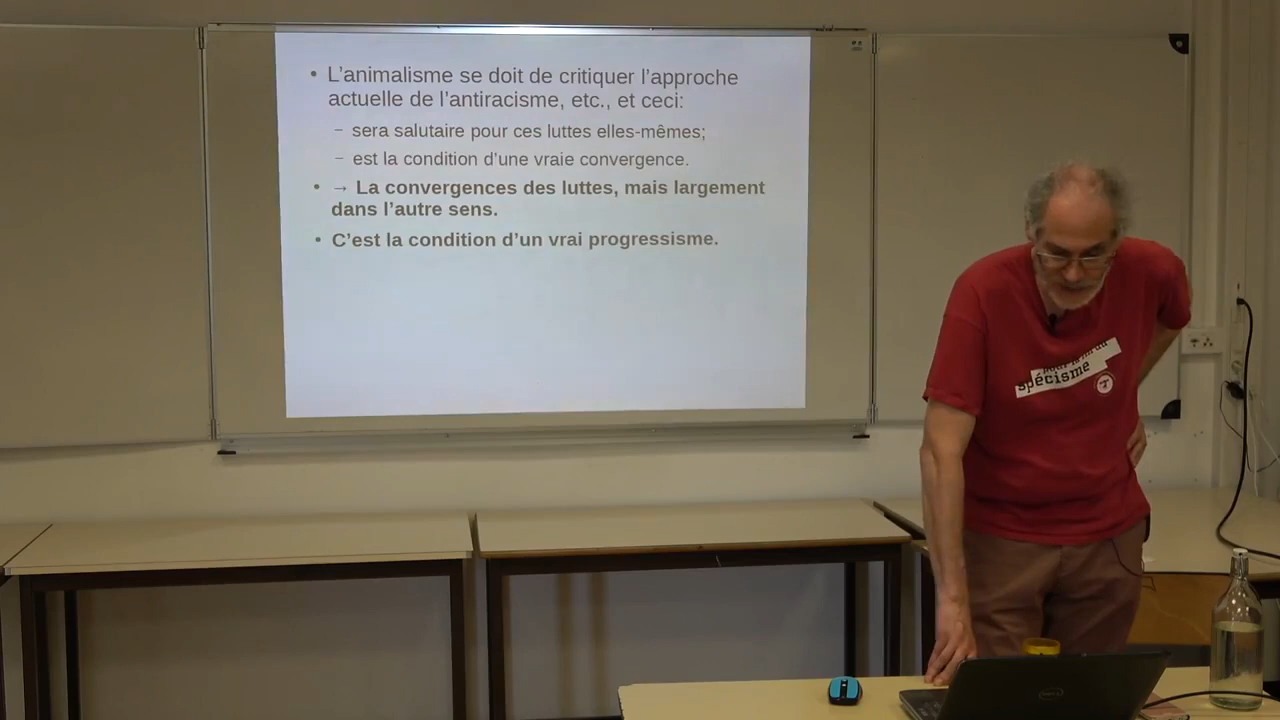 • L'animalisme se doit de critiquer l'approche
actuelle de l'antiracisme, etc., et ceci:
– sera salutaire pour ces luttes elles-mêmes;
– est la condition d'une vraie convergence.
• → La convergences des luttes, mais largement
dans l'autre sens.
• C'est la condition d'un vrai progressisme.
spécisme
DELL